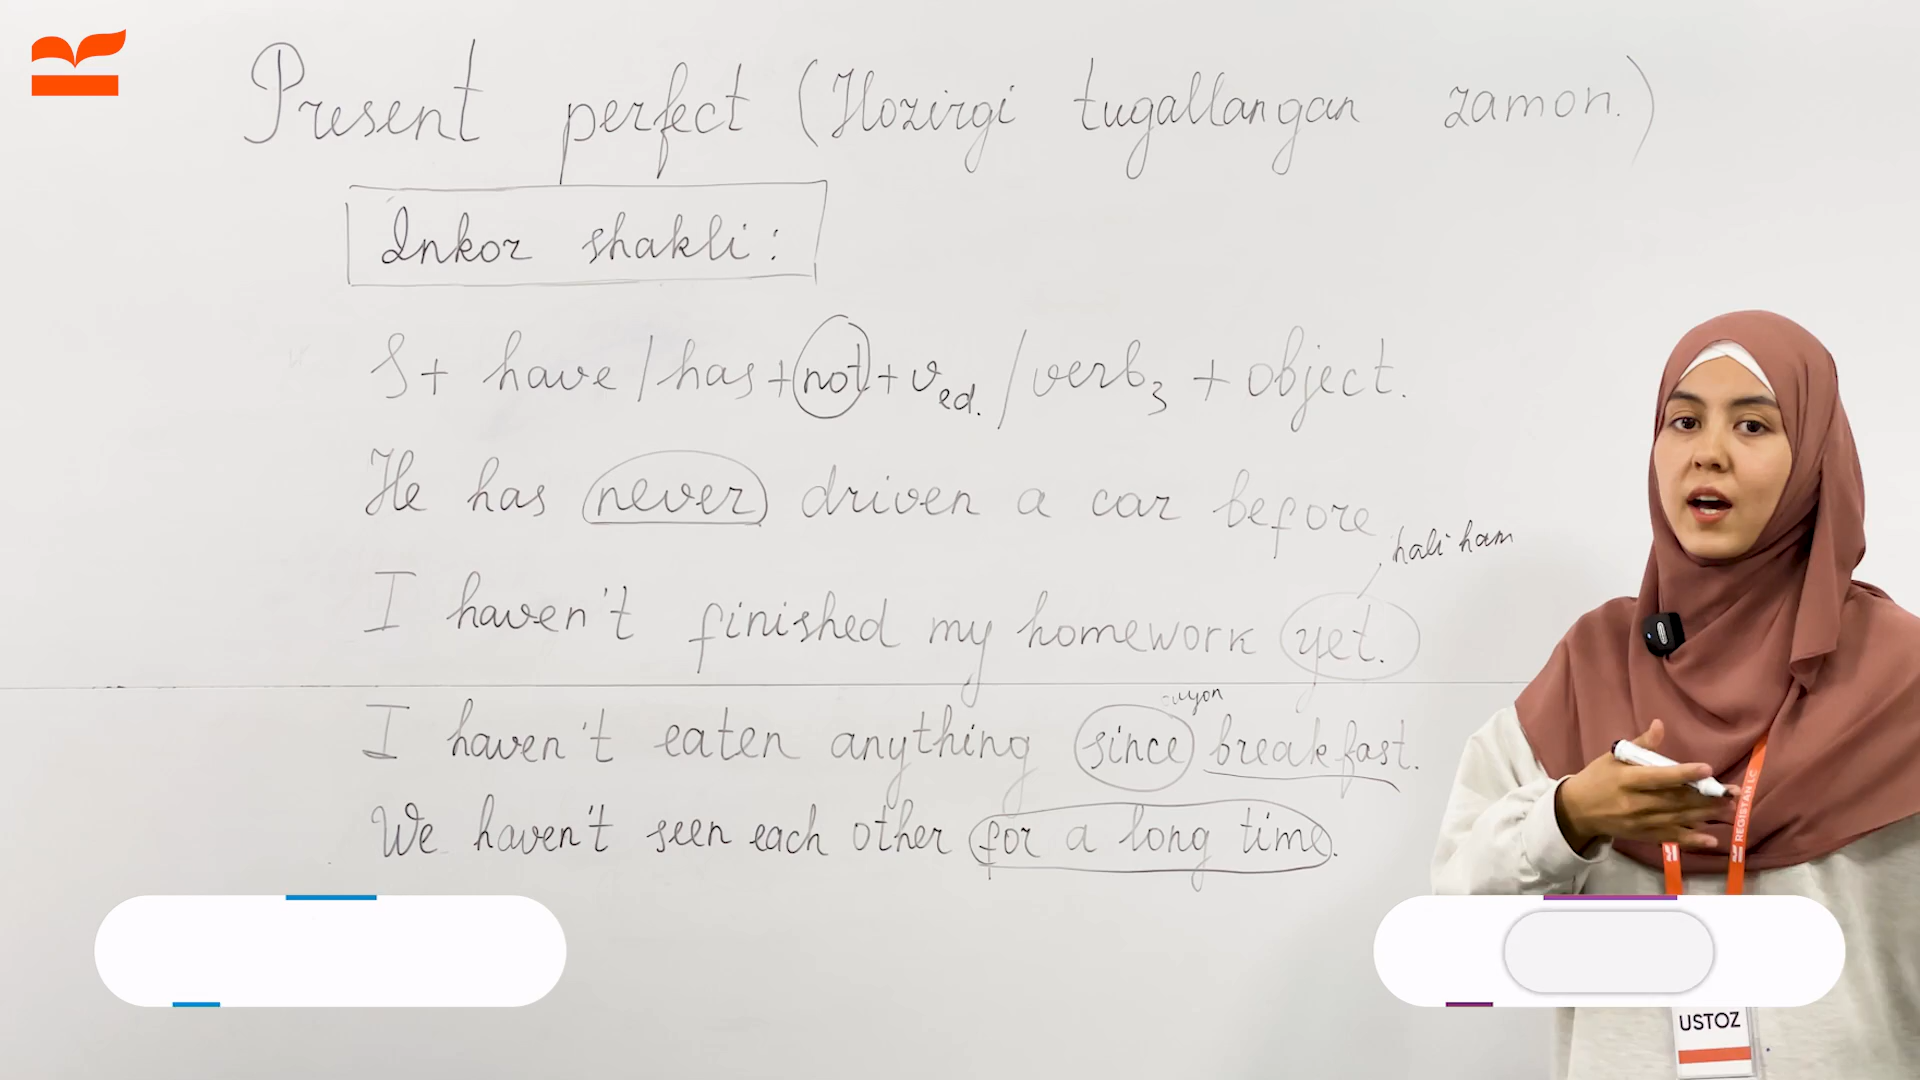 Present perfect (Hozirgi tugallangan zamon.)
Inkor shakli:
S + have / has + not + Ved. / verb3 + object.
He has never driven a car before
hali ham
I haven't finished my homework yet.
I haven't eaten anything since breakfast.
We haven't seen each other for a long time.
REGISTAN LC
USTOZ